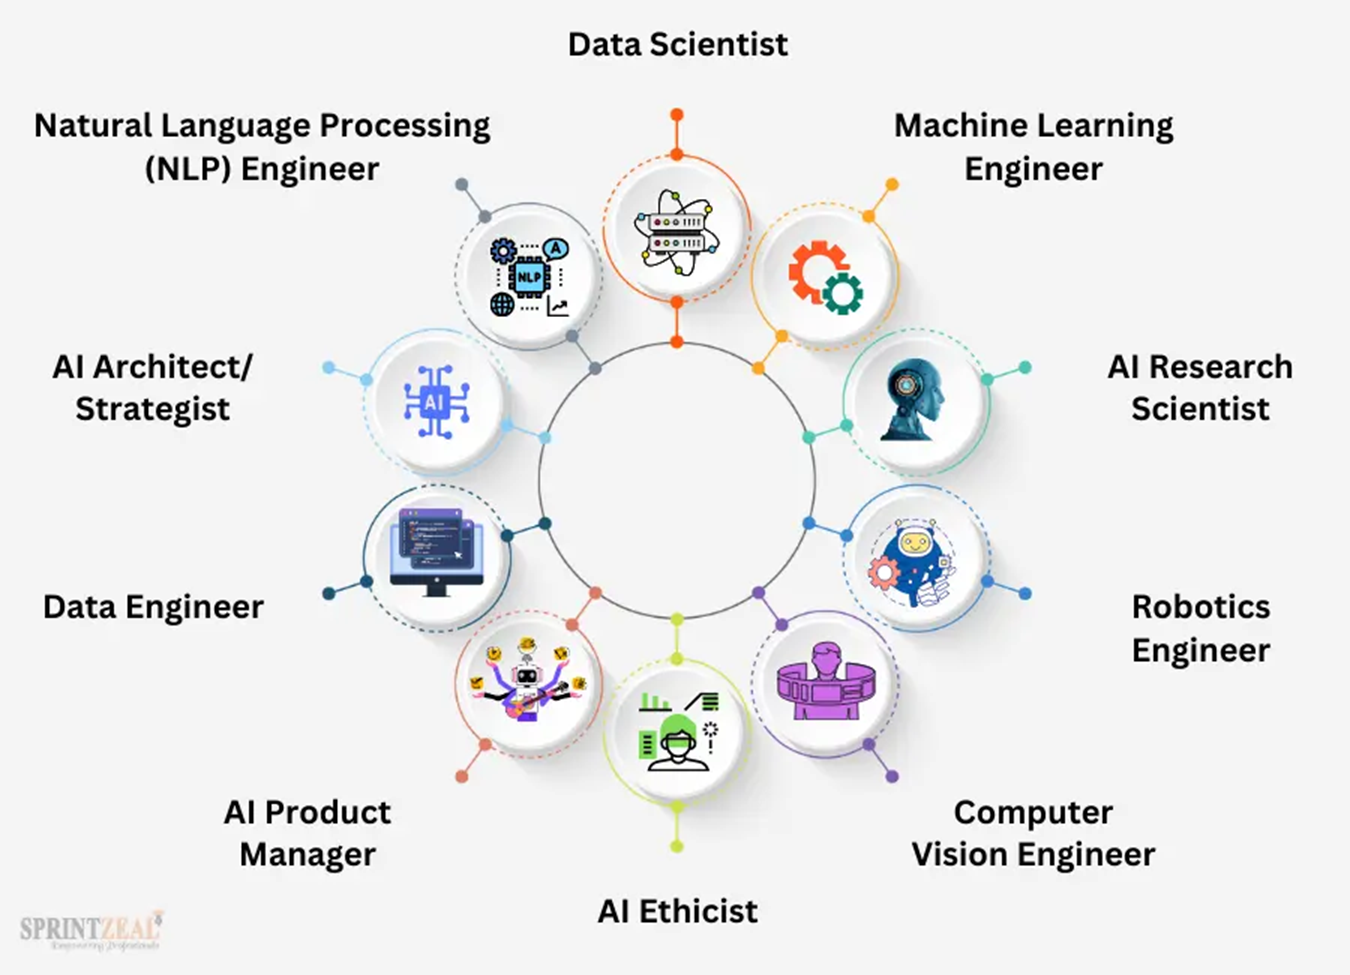 Data Scientist
Natural Language Processing
(NLP) Engineer
Machine Learning
Engineer
A
NLP
AI Architect/
Strategist
AI
AI Research
Scientist
Data Engineer
Robotics
Engineer
AI Product
Manager
Computer
Vision Engineer
AI Ethicist
SPRINTZEAL
Empowering Professionals